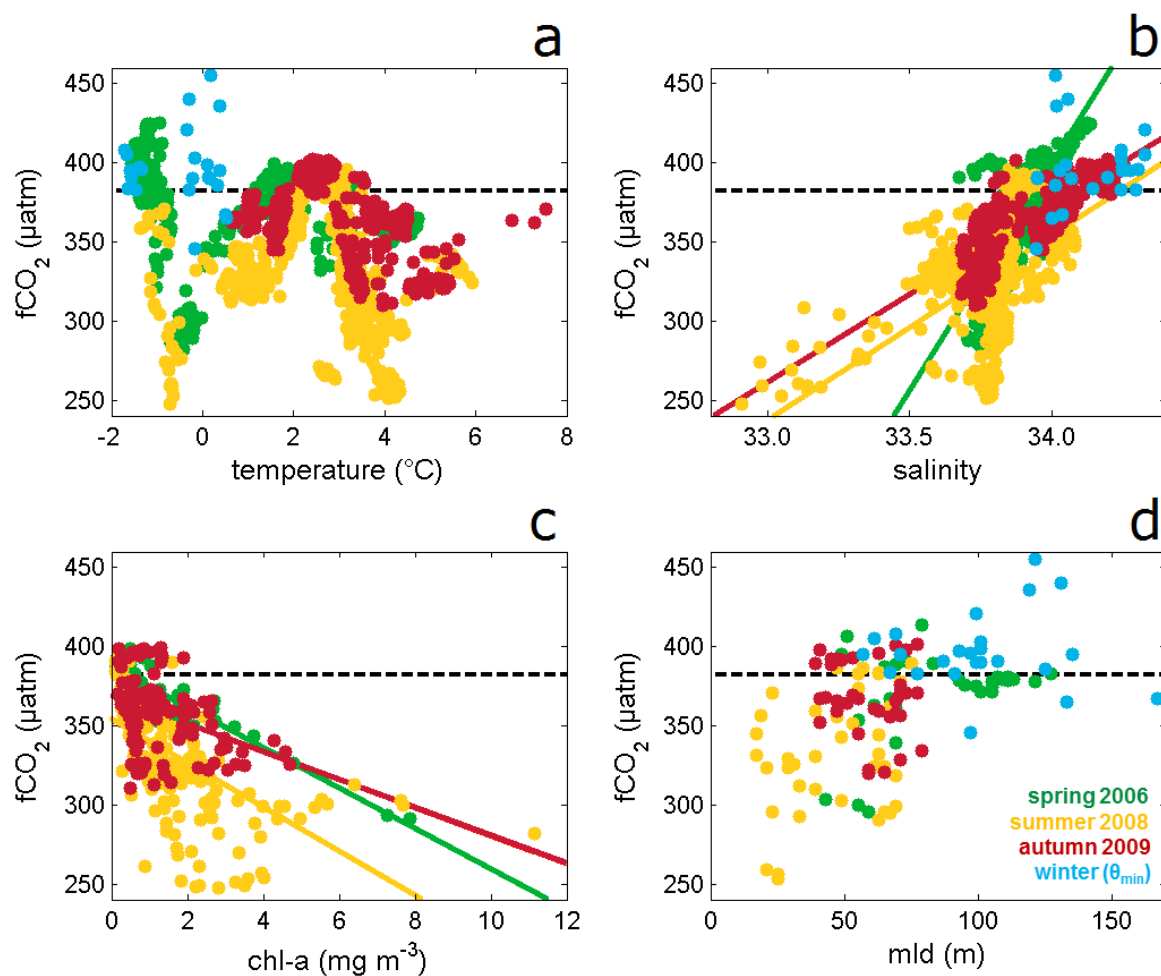 a
b
460
400
350
300
250
fCO₂ (µatm)
-2
0
2
4
6
8
temperature (°C)
450
400
350
300
250
fCO₂ (µatm)
33.0
33.5
34.0
salinity
c
d
450
400
350
300
250
fCO₂ (µatm)
0
2
4
6
8
10
12
chl-a (mg m⁻³)
450
400
350
300
250
fCO₂ (µatm)
0
50
100
150
mld (m)
spring 2006
summer 2008
autumn 2009
winter (θmin)